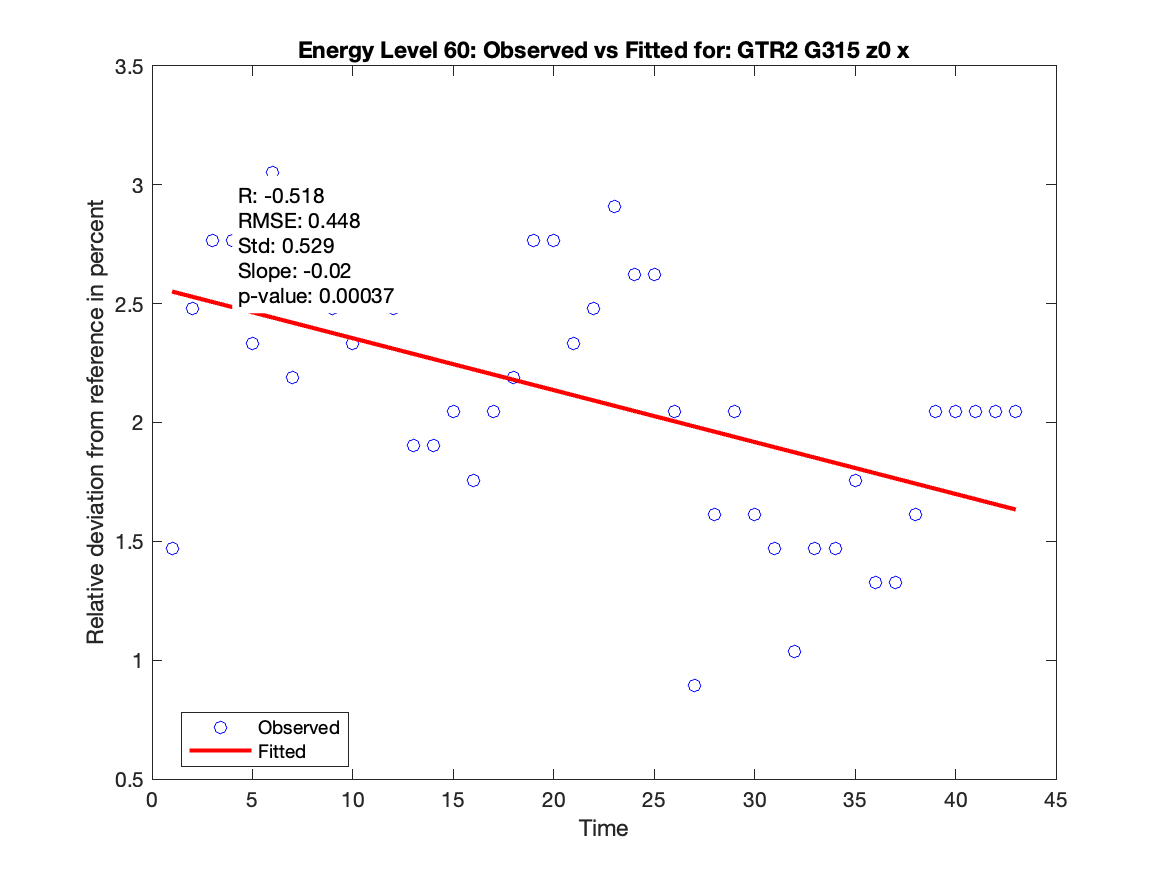 Energy Level 60: Observed vs Fitted for: GTR2 G315 z0 x
3.5
3
2.5
2
1.5
1
0.5
Relative deviation from reference in percent
R: -0.518
RMSE: 0.448
Std: 0.529
Slope: -0.02
p-value: 0.00037
Observed
Fitted
0 5 10 15 20 25 30 35 40 45
Time